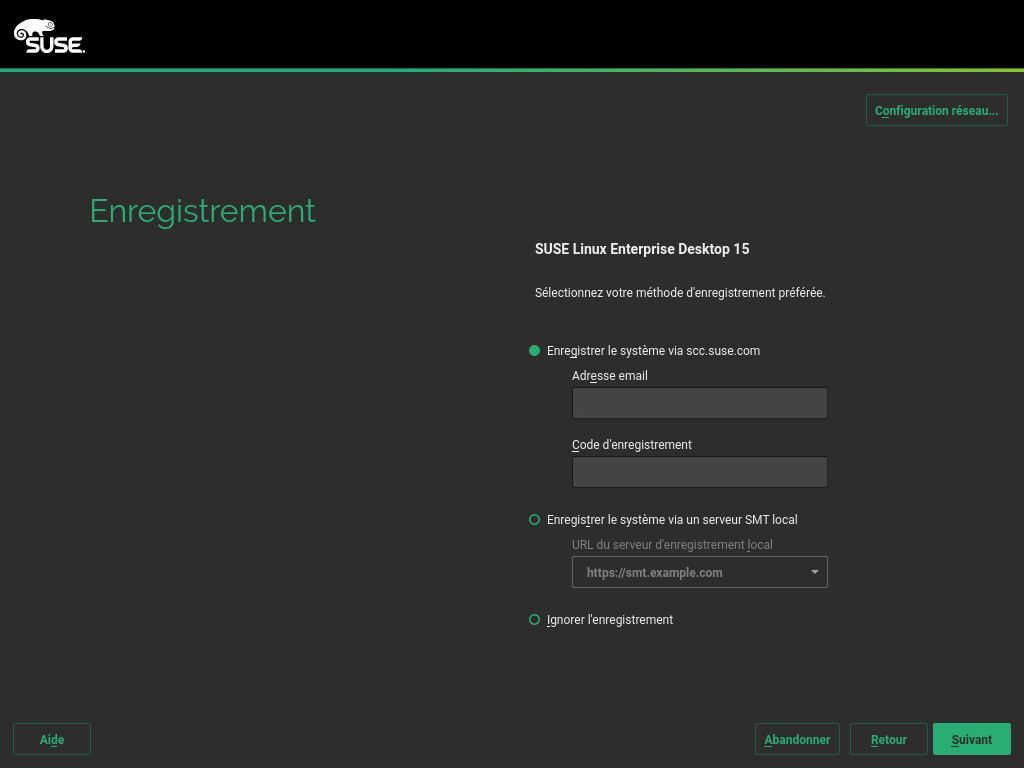 SUSE.
Configuration réseau...
Enregistrement
SUSE Linux Enterprise Desktop 15
Sélectionnez votre méthode d'enregistrement préférée.
Enregistrer le système via scc.suse.com
Adresse email
Code d'enregistrement
Enregistrer le système via un serveur SMT local
URL du serveur d'enregistrement local
https://smt.example.com
Ignorer l'enregistrement
Aide
Abandonner
Retour
Suivant